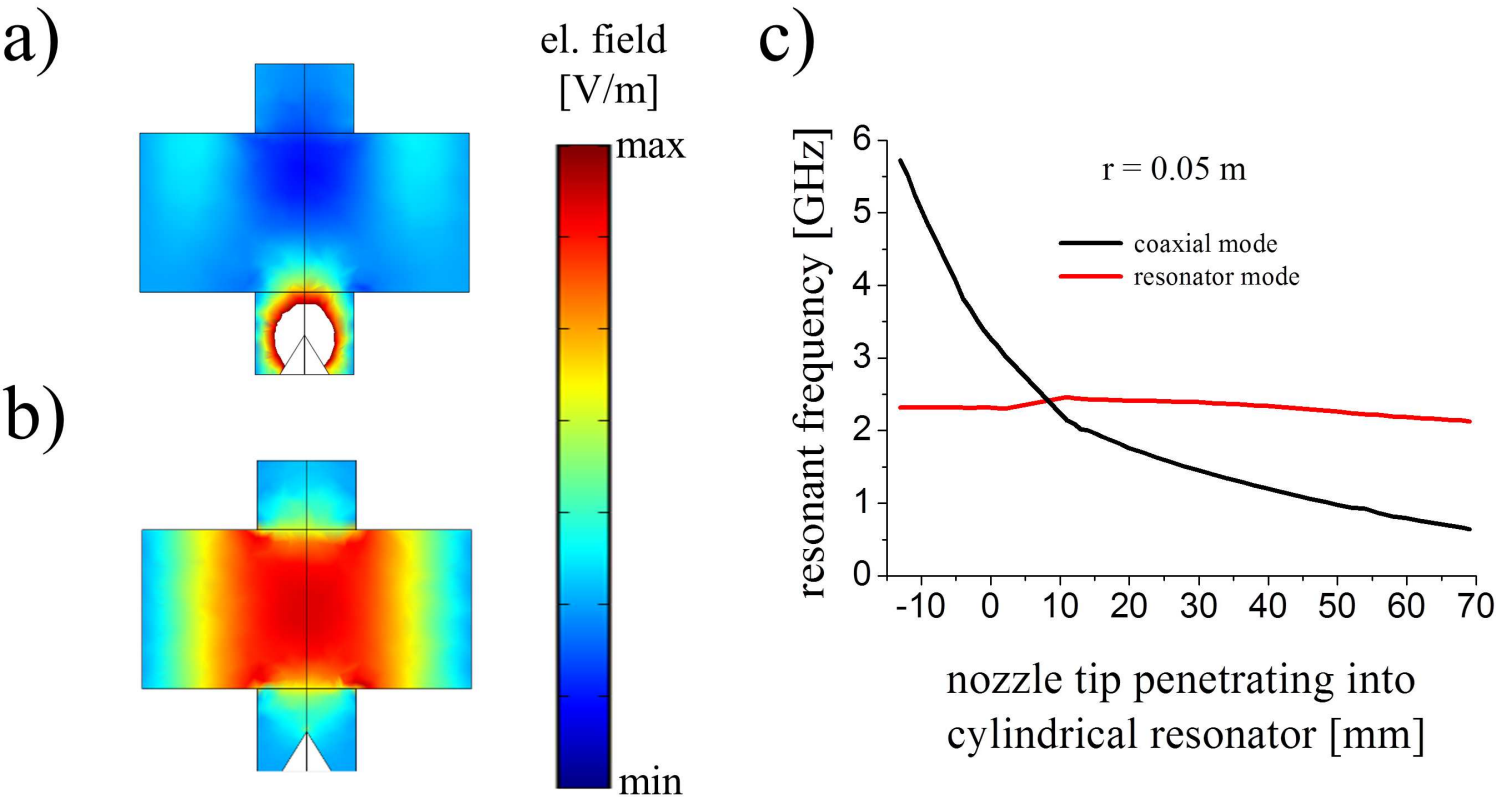 a)
b)
el. field
[V/m]
max
min
c)
resonant frequency [GHz]
6
5
4
3
2
1
0
r = 0.05 m
coaxial mode
resonator mode
-10 0 10 20 30 40 50 60 70
nozzle tip penetrating into
cylindrical resonator [mm]